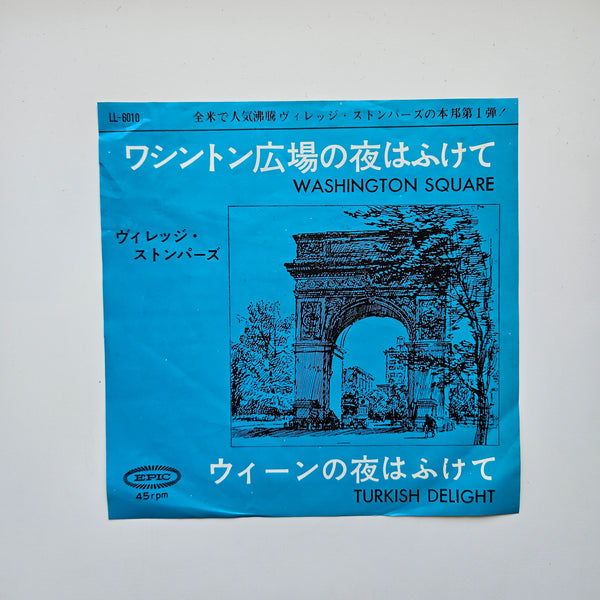 LL-6010
全米で人気沸騰ヴィレッジ・ストンパーズの本邦第1弾!
ワシントン広場の夜はふけて
WASHINGTON SQUARE
ヴィレッジ・
ストンパーズ
ウィーンの夜はふけて
TURKISH DELIGHT
EPIC
45rpm